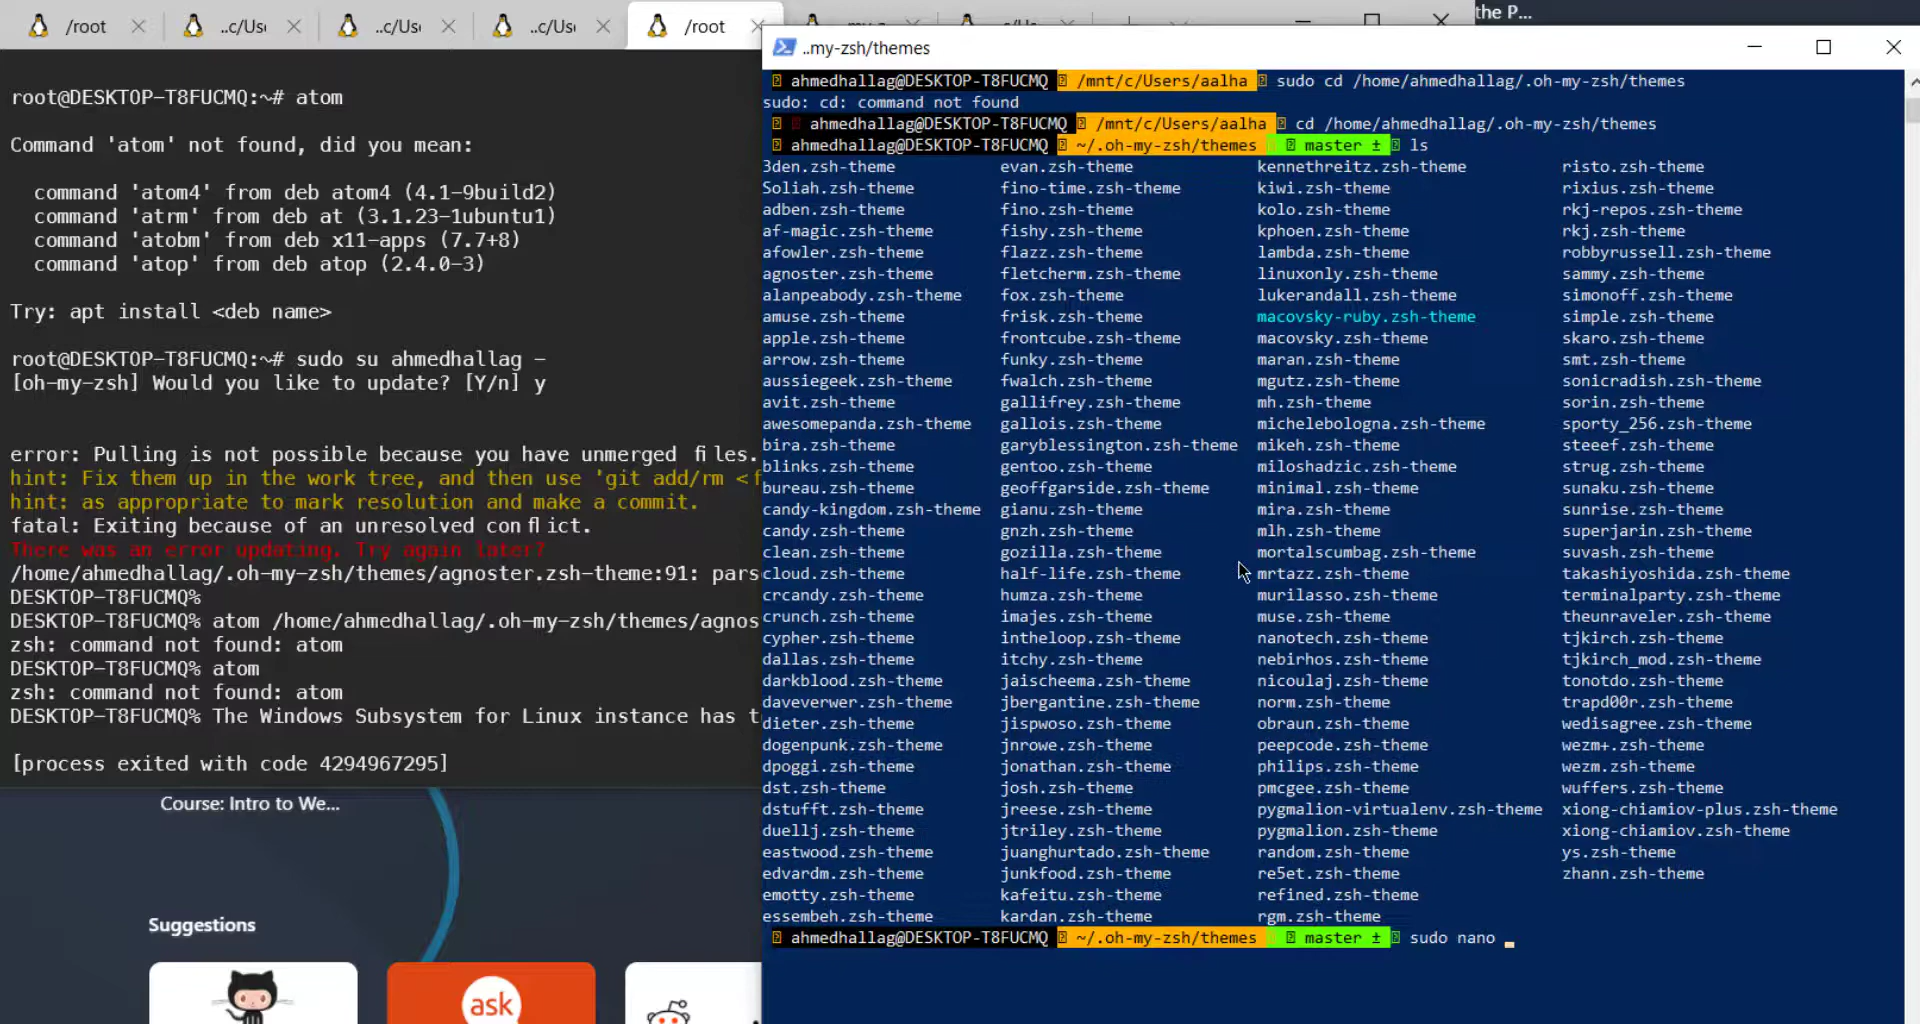 /root
..c/Use
..c/Use
..c/Use
/root
the P...
root@DESKTOP-T8FUCMQ:~# atom
Command 'atom' not found, did you mean:
command 'atom4' from deb atom4 (4.1-9build2)
command 'atrm' from deb at (3.1.23-1ubuntu1)
command 'atobm' from deb x11-apps (7.7+8)
command 'atop' from deb atop (2.4.0-3)
Try: apt install <deb name>
root@DESKTOP-T8FUCMQ:~# sudo su ahmedhallag -
[oh-my-zsh] Would you like to update? [Y/n] y
error: Pulling is not possible because you have unmerged files.
hint: Fix them up in the work tree, and then use 'git add/rm <f
hint: as appropriate to mark resolution and make a commit.
fatal: Exiting because of an unresolved conflict.
There was an error updating. Try again later?
/home/ahmedhallag/.oh-my-zsh/themes/agnoster.zsh-theme:91: pars
DESKTOP-T8FUCMQ%
DESKTOP-T8FUCMQ% atom /home/ahmedhallag/.oh-my-zsh/themes/agnos
zsh: command not found: atom
DESKTOP-T8FUCMQ% atom
zsh: command not found: atom
DESKTOP-T8FUCMQ% The Windows Subsystem for Linux instance has t
[process exited with code 4294967295]
Course: Intro to We...
Suggestions
ask
..my-zsh/themes
ahmedhallag@DESKTOP-T8FUCMQ /mnt/c/Users/aalha sudo cd /home/ahmedhallag/.oh-my-zsh/themes
sudo: cd: command not found
ahmedhallag@DESKTOP-T8FUCMQ /mnt/c/Users/aalha cd /home/ahmedhallag/.oh-my-zsh/themes
ahmedhallag@DESKTOP-T8FUCMQ ~/.oh-my-zsh/themes master ± ls
3den.zsh-theme evan.zsh-theme kennethreitz.zsh-theme risto.zsh-theme
Soliah.zsh-theme fino-time.zsh-theme kiwi.zsh-theme rixius.zsh-theme
adben.zsh-theme fino.zsh-theme kolo.zsh-theme rkj-repos.zsh-theme
af-magic.zsh-theme fishy.zsh-theme kphoen.zsh-theme rkj.zsh-theme
afowler.zsh-theme flazz.zsh-theme lambda.zsh-theme robbyrussell.zsh-theme
agnoster.zsh-theme fletcherm.zsh-theme linuxonly.zsh-theme sammy.zsh-theme
alanpeabody.zsh-theme fox.zsh-theme lukerandall.zsh-theme simonoff.zsh-theme
amuse.zsh-theme frisk.zsh-theme macovsky-ruby.zsh-theme simple.zsh-theme
apple.zsh-theme frontcube.zsh-theme macovsky.zsh-theme skaro.zsh-theme
arrow.zsh-theme funky.zsh-theme maran.zsh-theme smt.zsh-theme
aussiegeek.zsh-theme fwalch.zsh-theme mgutz.zsh-theme sonicradish.zsh-theme
avit.zsh-theme gallifrey.zsh-theme mh.zsh-theme sorin.zsh-theme
awesomepanda.zsh-theme gallois.zsh-theme michelebologna.zsh-theme sporty_256.zsh-theme
bira.zsh-theme garyblessington.zsh-theme mikeh.zsh-theme steeef.zsh-theme
blinks.zsh-theme gentoo.zsh-theme miloshadzic.zsh-theme strug.zsh-theme
bureau.zsh-theme geoffgarside.zsh-theme minimal.zsh-theme sunaku.zsh-theme
candy-kingdom.zsh-theme gianu.zsh-theme mira.zsh-theme sunrise.zsh-theme
candy.zsh-theme gnzh.zsh-theme mlh.zsh-theme superjarin.zsh-theme
clean.zsh-theme gozilla.zsh-theme mortalscumbag.zsh-theme suvash.zsh-theme
cloud.zsh-theme half-life.zsh-theme mrtazz.zsh-theme takashiyoshida.zsh-theme
crcandy.zsh-theme humza.zsh-theme murilasso.zsh-theme terminalparty.zsh-theme
crunch.zsh-theme imajes.zsh-theme muse.zsh-theme theunraveler.zsh-theme
cypher.zsh-theme intheloop.zsh-theme nanotech.zsh-theme tjkirch.zsh-theme
dallas.zsh-theme itchy.zsh-theme nebirhos.zsh-theme tjkirch_mod.zsh-theme
darkblood.zsh-theme jaischeema.zsh-theme nicoulaj.zsh-theme tonotdo.zsh-theme
daveverwer.zsh-theme jbergantine.zsh-theme norm.zsh-theme trapd00r.zsh-theme
dieter.zsh-theme jispwoso.zsh-theme obraun.zsh-theme wedisagree.zsh-theme
dogenpunk.zsh-theme jnrowe.zsh-theme peepcode.zsh-theme wezm+.zsh-theme
dpoggi.zsh-theme jonathan.zsh-theme philips.zsh-theme wezm.zsh-theme
dst.zsh-theme josh.zsh-theme pmcgee.zsh-theme wuffers.zsh-theme
dstufft.zsh-theme jreese.zsh-theme pygmalion-virtualenv.zsh-theme xiong-chiamiov-plus.zsh-theme
duellj.zsh-theme jtriley.zsh-theme pygmalion.zsh-theme xiong-chiamiov.zsh-theme
eastwood.zsh-theme juanghurtado.zsh-theme random.zsh-theme ys.zsh-theme
edvardm.zsh-theme junkfood.zsh-theme re5et.zsh-theme zhann.zsh-theme
emotty.zsh-theme kafeitu.zsh-theme refined.zsh-theme
essembeh.zsh-theme kardan.zsh-theme rgm.zsh-theme
ahmedhallag@DESKTOP-T8FUCMQ ~/.oh-my-zsh/themes master ± sudo nano